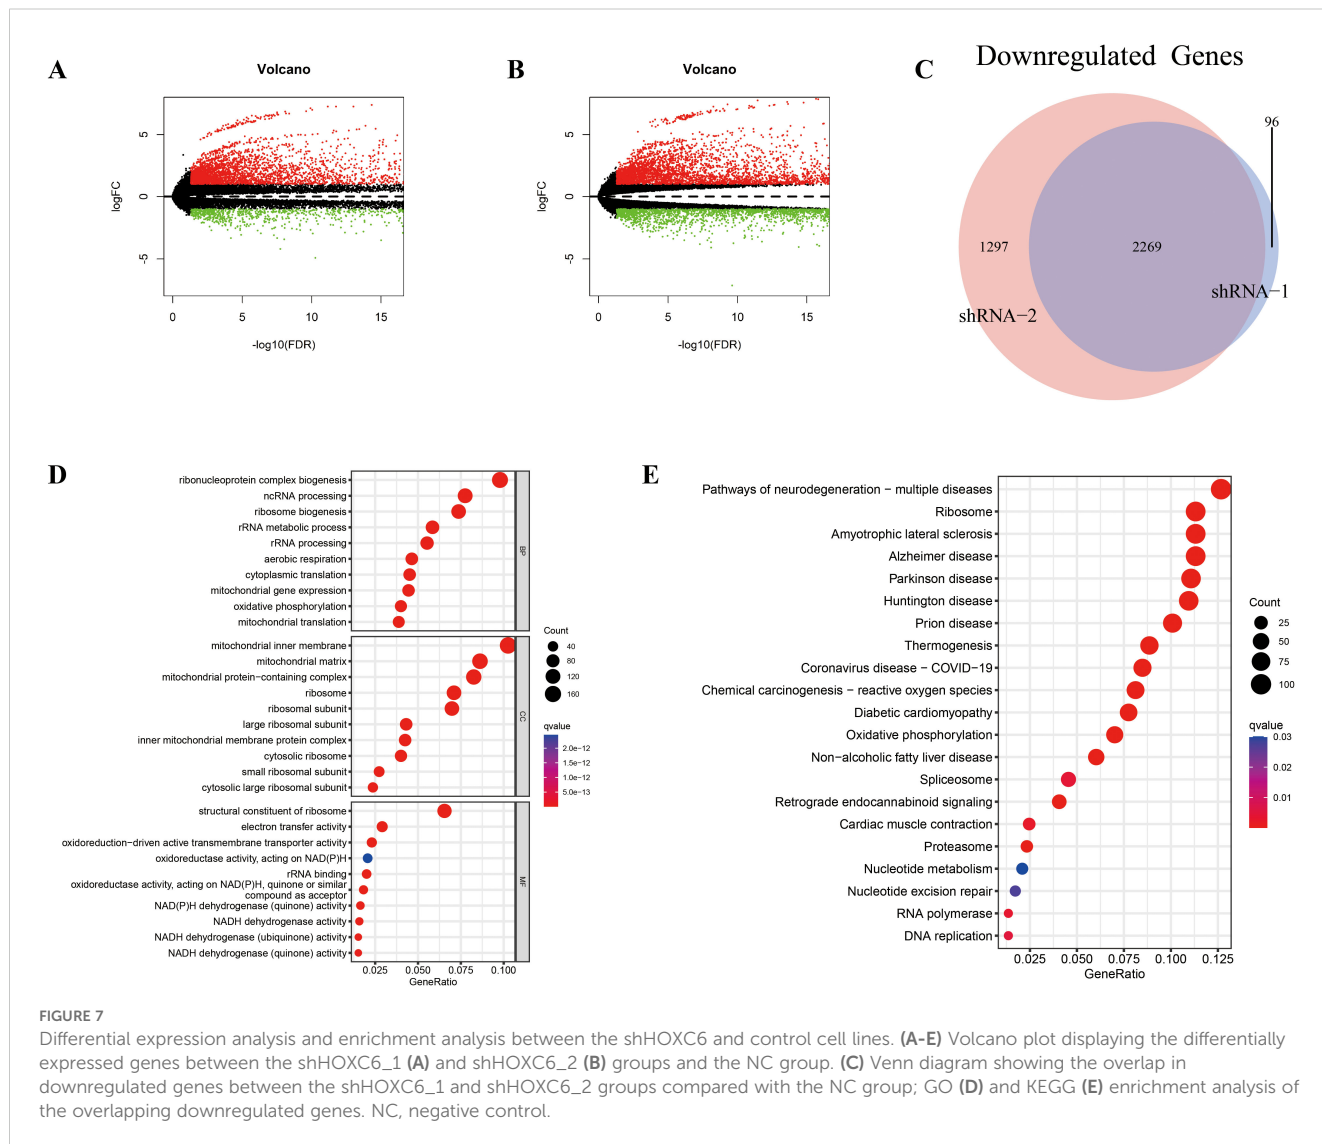 A
Volcano
logFC
5
0
-5
0
5
10
15
-log10(FDR)
B
Volcano
logFC
5
0
-5
0
5
10
15
-log10(FDR)
C
Downregulated Genes
96
1297
2269
shRNA−1
shRNA−2
D
ribonucleoprotein complex biogenesis
ncRNA processing
ribosome biogenesis
rRNA metabolic process
rRNA processing
aerobic respiration
cytoplasmic translation
mitochondrial gene expression
oxidative phosphorylation
mitochondrial translation
BP
mitochondrial inner membrane
mitochondrial matrix
mitochondrial protein−containing complex
ribosome
ribosomal subunit
large ribosomal subunit
inner mitochondrial membrane protein complex
cytosolic ribosome
small ribosomal subunit
cytosolic large ribosomal subunit
CC
structural constituent of ribosome
electron transfer activity
oxidoreduction−driven active transmembrane transporter activity
oxidoreductase activity, acting on NAD(P)H
rRNA binding
oxidoreductase activity, acting on NAD(P)H, quinone or similar
compound as acceptor
NAD(P)H dehydrogenase (quinone) activity
NADH dehydrogenase activity
NADH dehydrogenase (ubiquinone) activity
NADH dehydrogenase (quinone) activity
MF
0.025 0.050 0.075 0.100
GeneRatio
Count
40
80
120
160
qvalue
2.0e−12
1.5e−12
1.0e−12
5.0e−13
E
Pathways of neurodegeneration − multiple diseases
Ribosome
Amyotrophic lateral sclerosis
Alzheimer disease
Parkinson disease
Huntington disease
Prion disease
Thermogenesis
Coronavirus disease − COVID−19
Chemical carcinogenesis − reactive oxygen species
Diabetic cardiomyopathy
Oxidative phosphorylation
Non−alcoholic fatty liver disease
Spliceosome
Retrograde endocannabinoid signaling
Cardiac muscle contraction
Proteasome
Nucleotide metabolism
Nucleotide excision repair
RNA polymerase
DNA replication
0.025 0.050 0.075 0.100 0.125
GeneRatio
Count
25
50
75
100
qvalue
0.03
0.02
0.01
FIGURE 7
Differential expression analysis and enrichment analysis between the shHOXC6 and control cell lines. (A-E) Volcano plot displaying the differentially
expressed genes between the shHOXC6_1 (A) and shHOXC6_2 (B) groups and the NC group. (C) Venn diagram showing the overlap in
downregulated genes between the shHOXC6_1 and shHOXC6_2 groups compared with the NC group; GO (D) and KEGG (E) enrichment analysis of
the overlapping downregulated genes. NC, negative control.